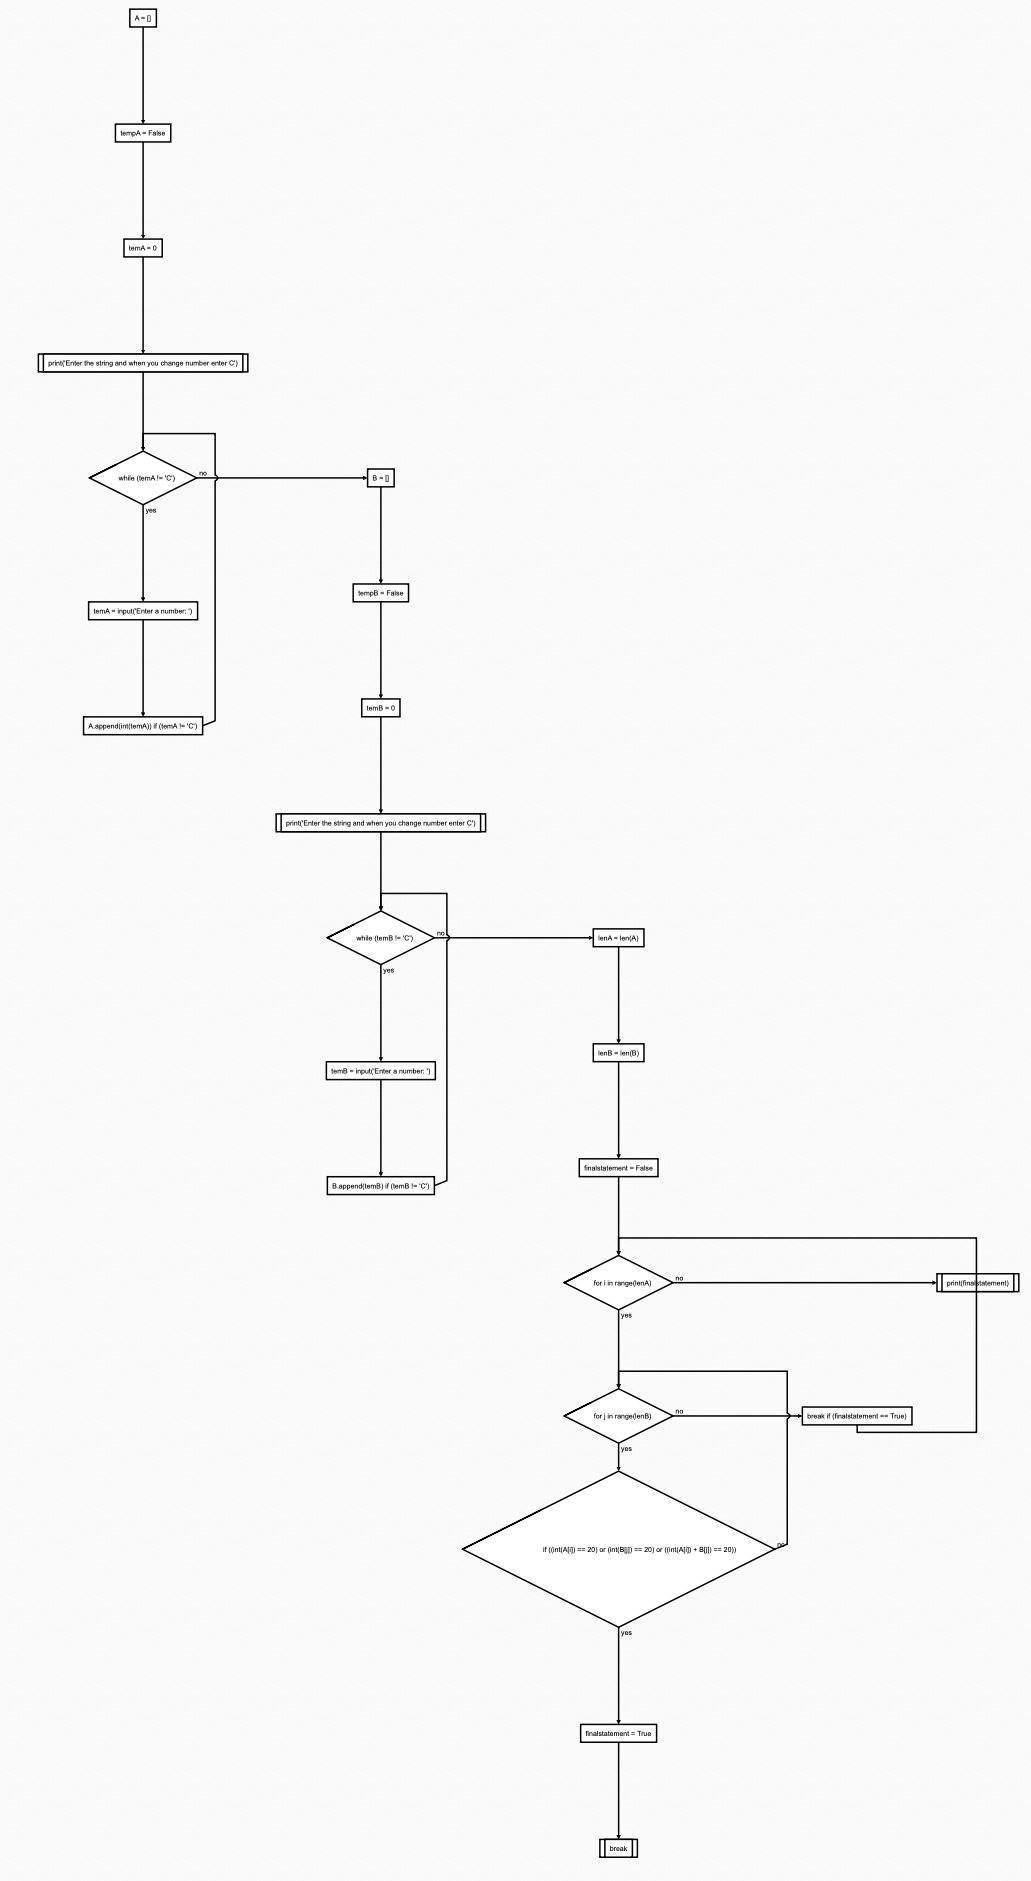 A = []
tempA = False
temA = 0
print('Enter the string and when you change number enter C')
while (temA != 'C')
no
yes
temA = input('Enter a number: ')
A.append(int(temA)) if (temA != 'C')
B = []
tempB = False
temB = 0
print('Enter the string and when you change number enter C')
while (temB != 'C')
no
yes
temB = input('Enter a number: ')
B.append(temB) if (temB != 'C')
lenA = len(A)
lenB = len(B)
finalstatement = False
for i in range(lenA)
no
yes
print(finalstatement)
for j in range(lenB)
no
yes
break if (finalstatement == True)
if ((int(A[i]) == 20) or (int(B[j]) == 20) or ((int(A[i]) + B[j]) == 20))
no
yes
finalstatement = True
break